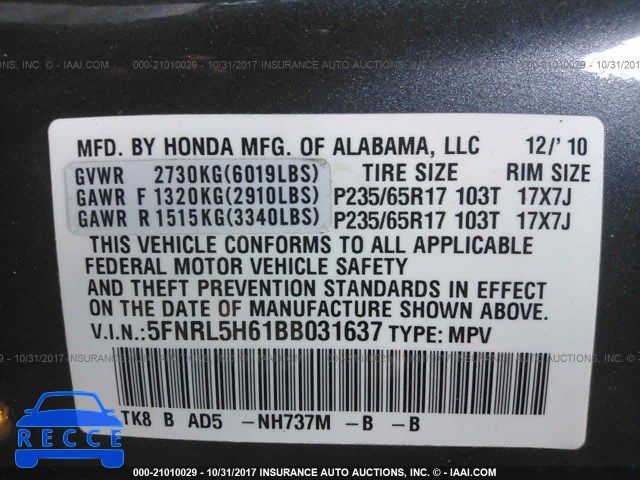 INC. - IAAI.COM 000-21010029 - 10/31/2017 INSURANCE AUTO AUCTIONS, INC. - IAAI.COM 000-21010029 - 10/31
MFD. BY HONDA MFG. OF ALABAMA, LLC 12/' 10
GVWR 2730KG(6019LBS) TIRE SIZE RIM SIZE
GAWR F 1320KG(2910LBS) P235/65R17 103T 17X7J
GAWR R 1515KG(3340LBS) P235/65R17 103T 17X7J
THIS VEHICLE CONFORMS TO ALL APPLICABLE
FEDERAL MOTOR VEHICLE SAFETY
AND THEFT PREVENTION STANDARDS IN EFFECT
ON THE DATE OF MANUFACTURE SHOWN ABOVE.
V.I.N.:5FNRL5H61BB031637 TYPE: MPV
TK8 B AD5 -NH737M -B -B
RECCE
000-21010029 - 10/31/2017 INSURANCE AUTO AUCTIONS, INC. - IAAI.COM